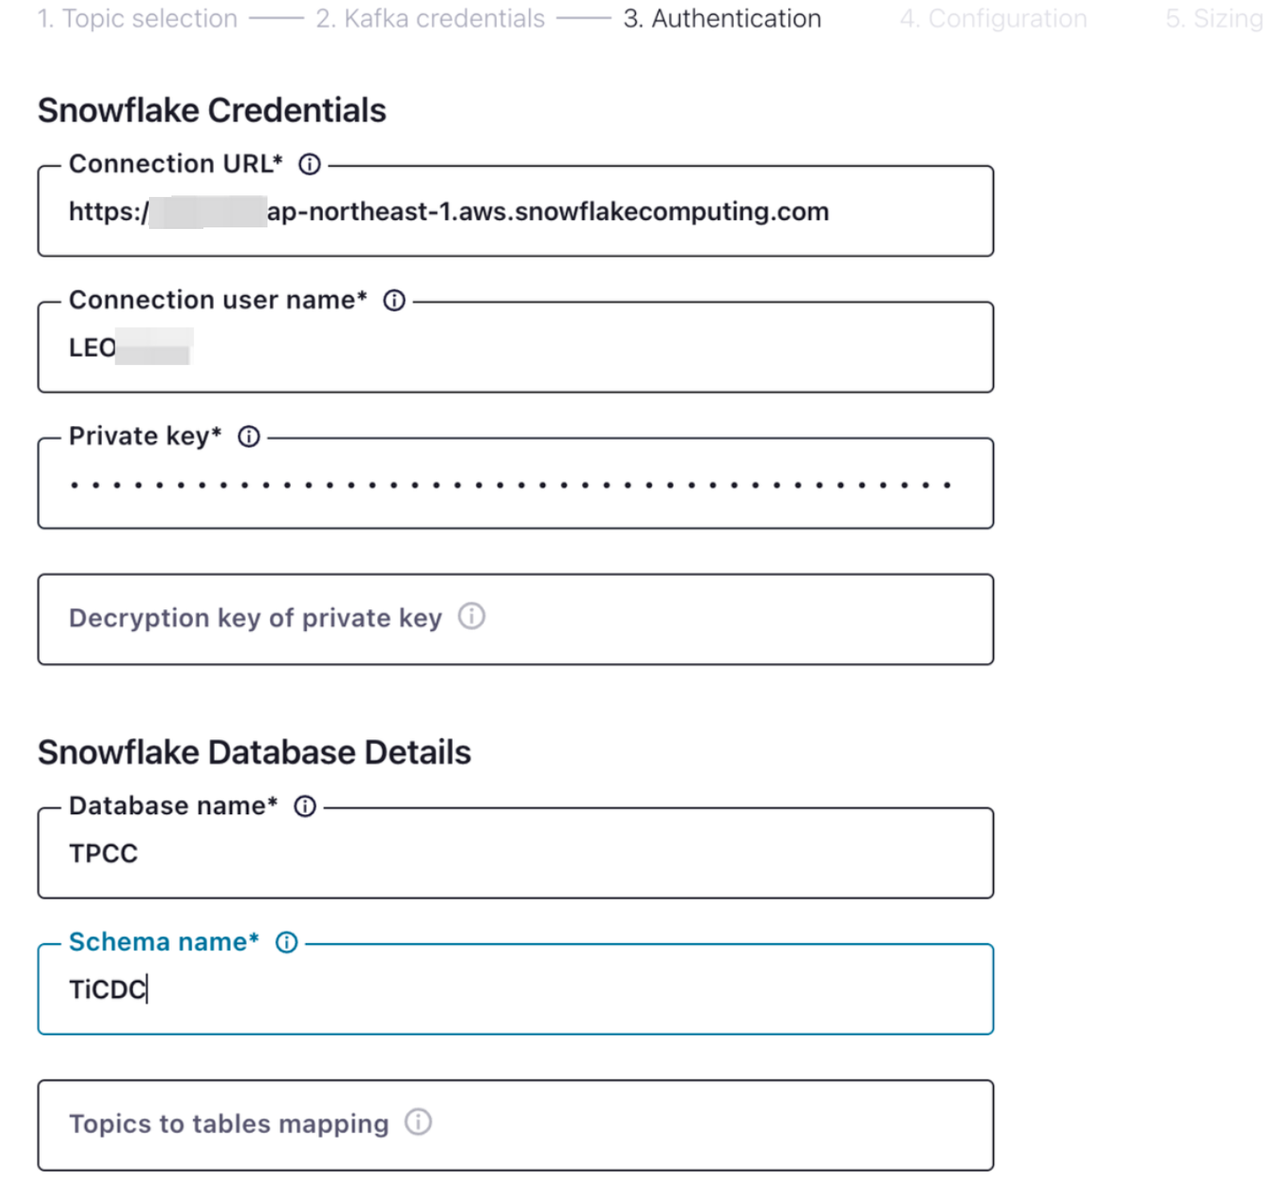 1. Topic selection 2. Kafka credentials 3. Authentication 4. Configuration 5. Sizing
Snowflake Credentials
Connection URL*
https:/ ap-northeast-1.aws.snowflakecomputing.com
Connection user name*
LEO
Private key*
Decryption key of private key
Snowflake Database Details
Database name*
TPCC
Schema name*
TiCDC
Topics to tables mapping